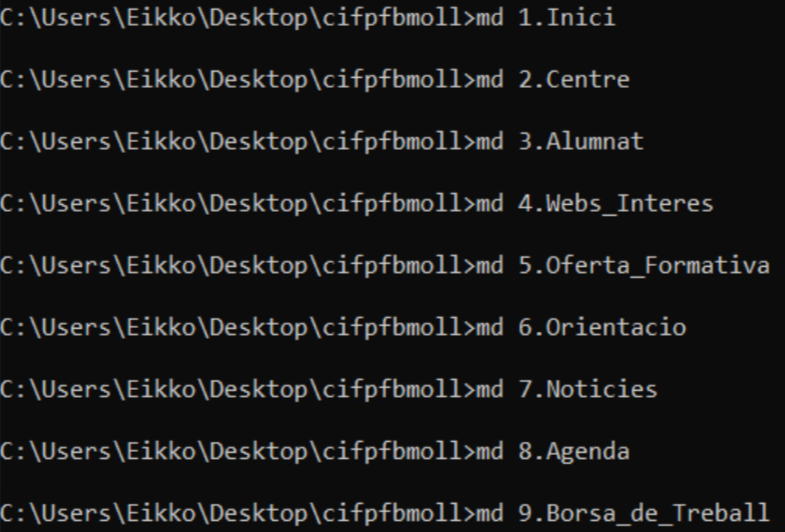 C:\Users\Eikko\Desktop\cifpfbmoll>md 1.Inici
C:\Users\Eikko\Desktop\cifpfbmoll>md 2.Centre
C:\Users\Eikko\Desktop\cifpfbmoll>md 3.Alumnat
C:\Users\Eikko\Desktop\cifpfbmoll>md 4.Webs_Interes
C:\Users\Eikko\Desktop\cifpfbmoll>md 5.Oferta_Formativa
C:\Users\Eikko\Desktop\cifpfbmoll>md 6.Orientacio
C:\Users\Eikko\Desktop\cifpfbmoll>md 7.Noticies
C:\Users\Eikko\Desktop\cifpfbmoll>md 8.Agenda
C:\Users\Eikko\Desktop\cifpfbmoll>md 9.Borsa_de_Treball